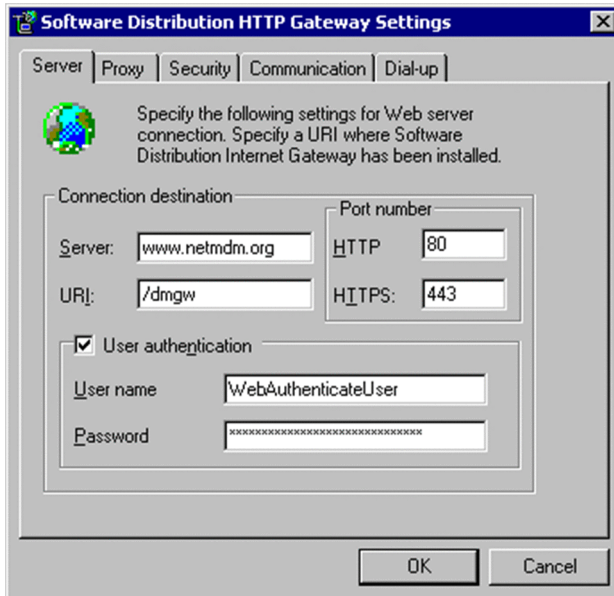 Software Distribution HTTP Gateway Settings
Server Proxy Security Communication Dial-up
Specify the following settings for Web server
connection. Specify a URI where Software
Distribution Internet Gateway has been installed.
Connection destination
Port number
Server: www.netmdm.org
HTTP 80
URI: /dmgw
HTTPS: 443
User authentication
User name WebAuthenticateUser
Password ******************************
OK Cancel